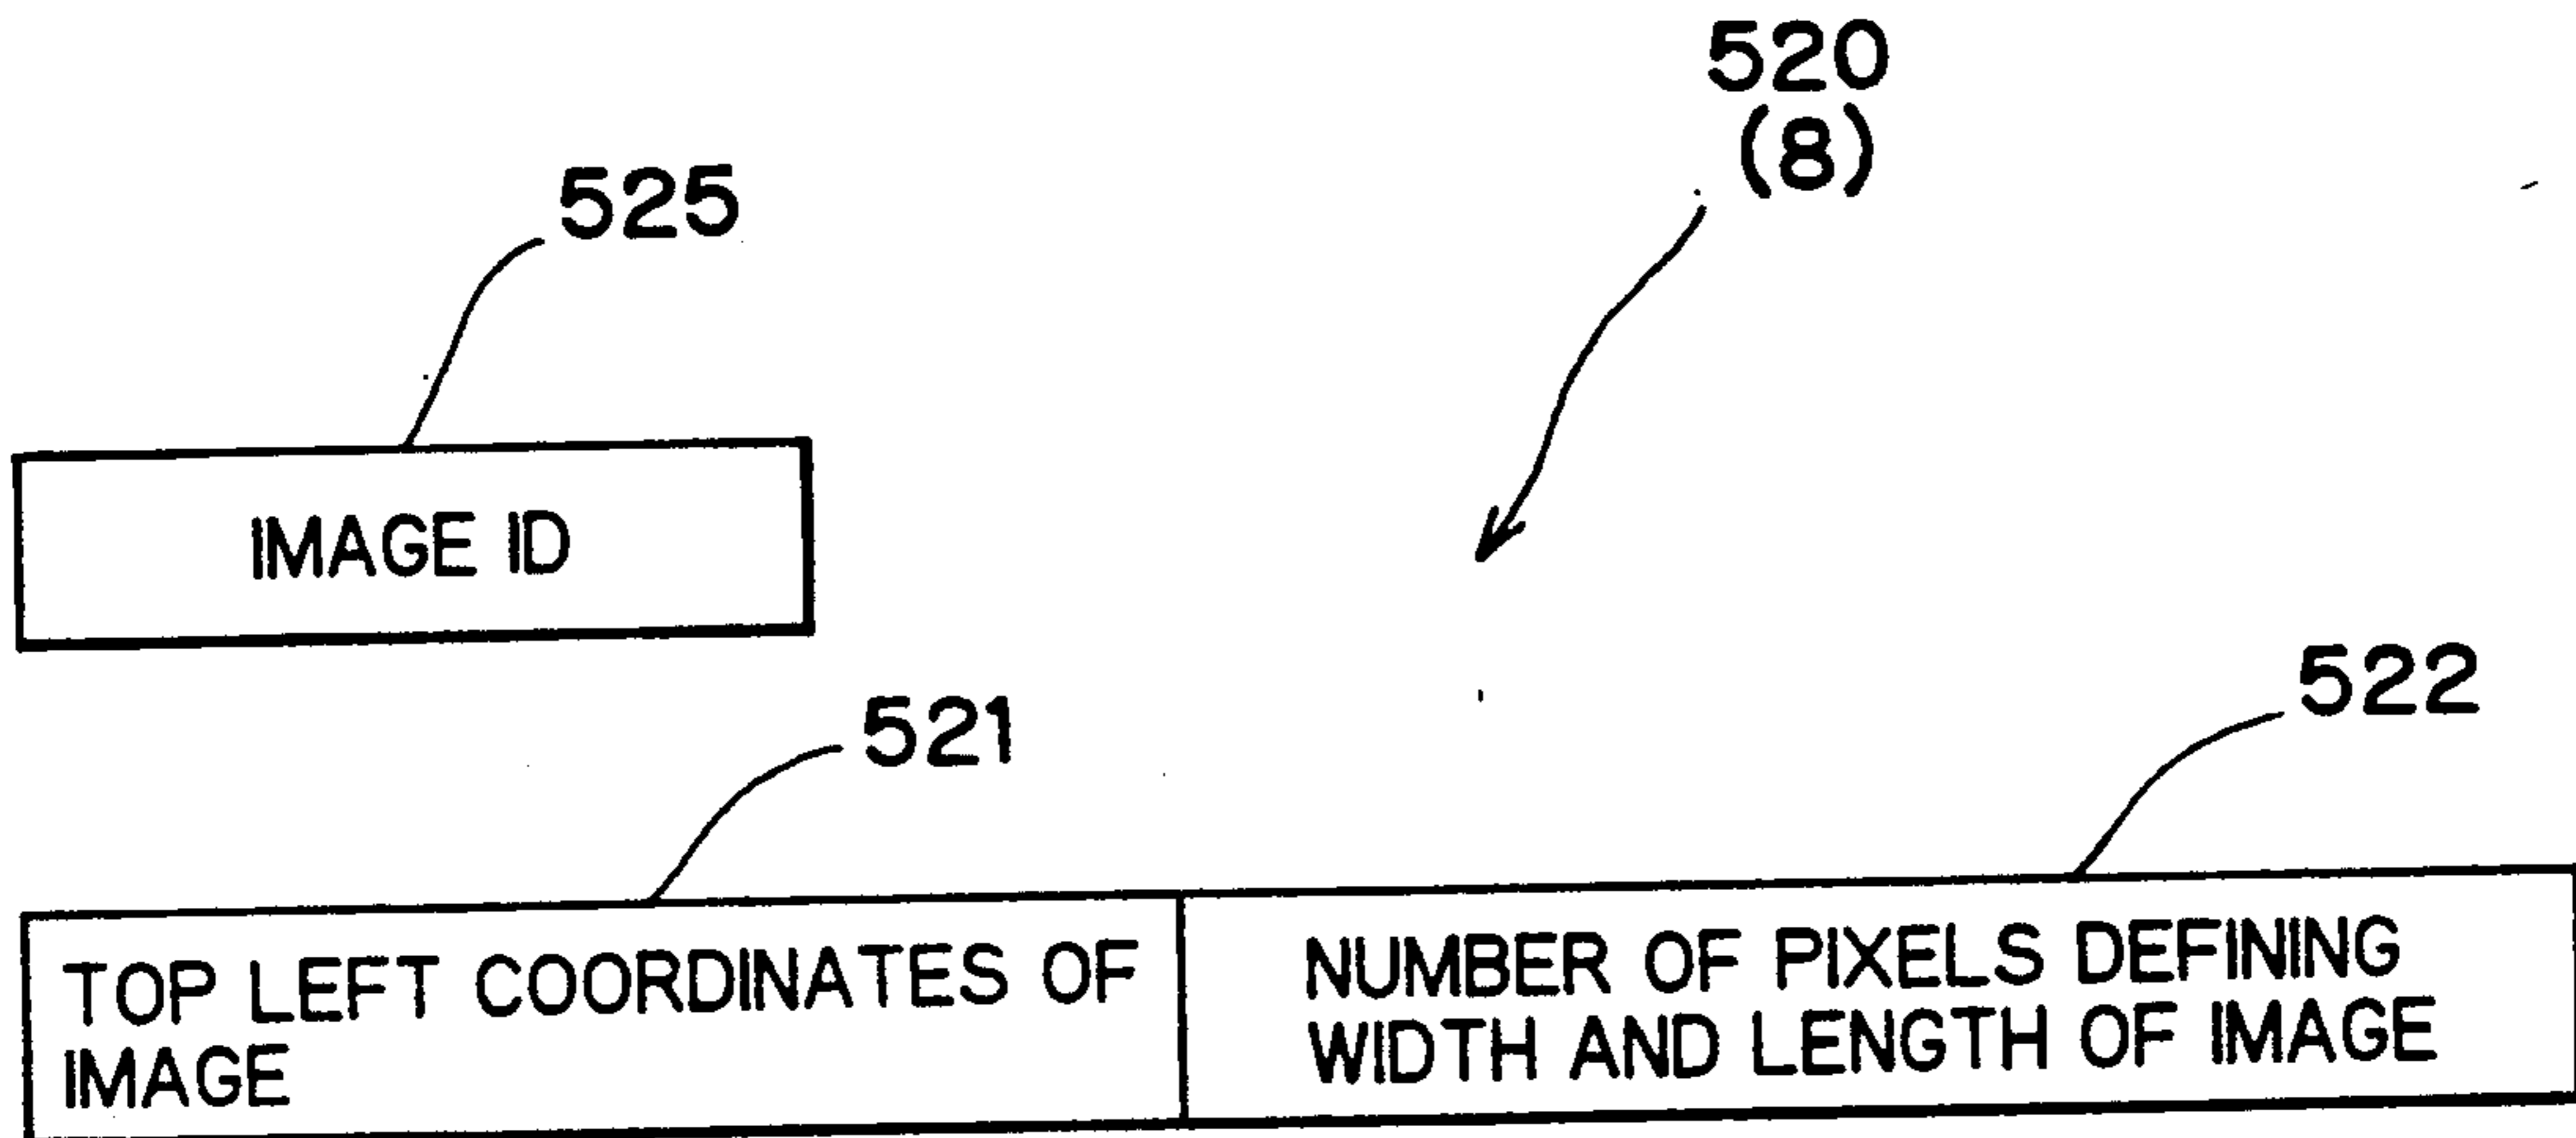 520
(8)
525
IMAGE ID
521
522
TOP LEFT COORDINATES OF
IMAGE
NUMBER OF PIXELS DEFINING
WIDTH AND LENGTH OF IMAGE